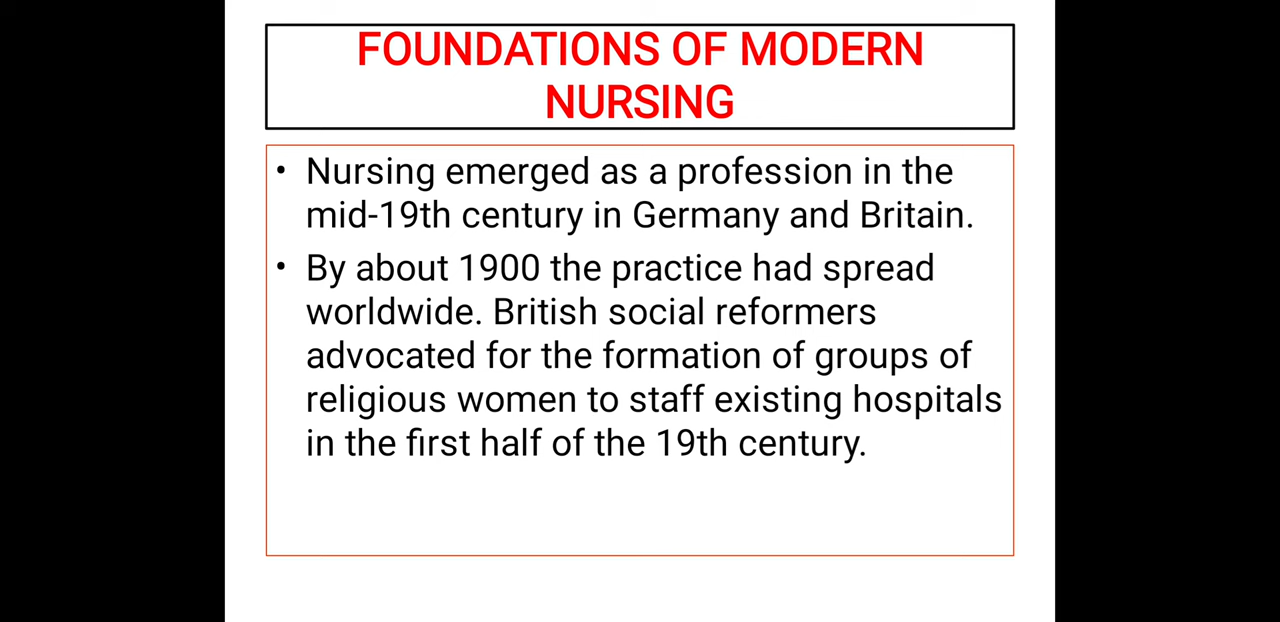 FOUNDATIONS OF MODERN
NURSING
• Nursing emerged as a profession in the
mid-19th century in Germany and Britain.
• By about 1900 the practice had spread
worldwide. British social reformers
advocated for the formation of groups of
religious women to staff existing hospitals
in the first half of the 19th century.